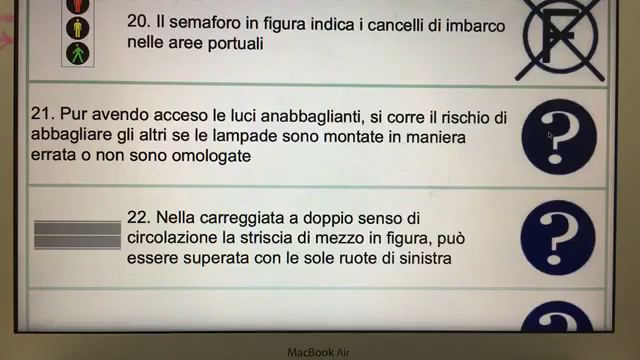 20. Il semaforo in figura indica i cancelli di imbarco
nelle aree portuali
F
21. Pur avendo acceso le luci anabbaglianti, si corre il rischio di
abbagliare gli altri se le lampade sono montate in maniera
errata o non sono omologate
?
22. Nella carreggiata a doppio senso di
circolazione la striscia di mezzo in figura, può
essere superata con le sole ruote di sinistra
?
MacBook Air